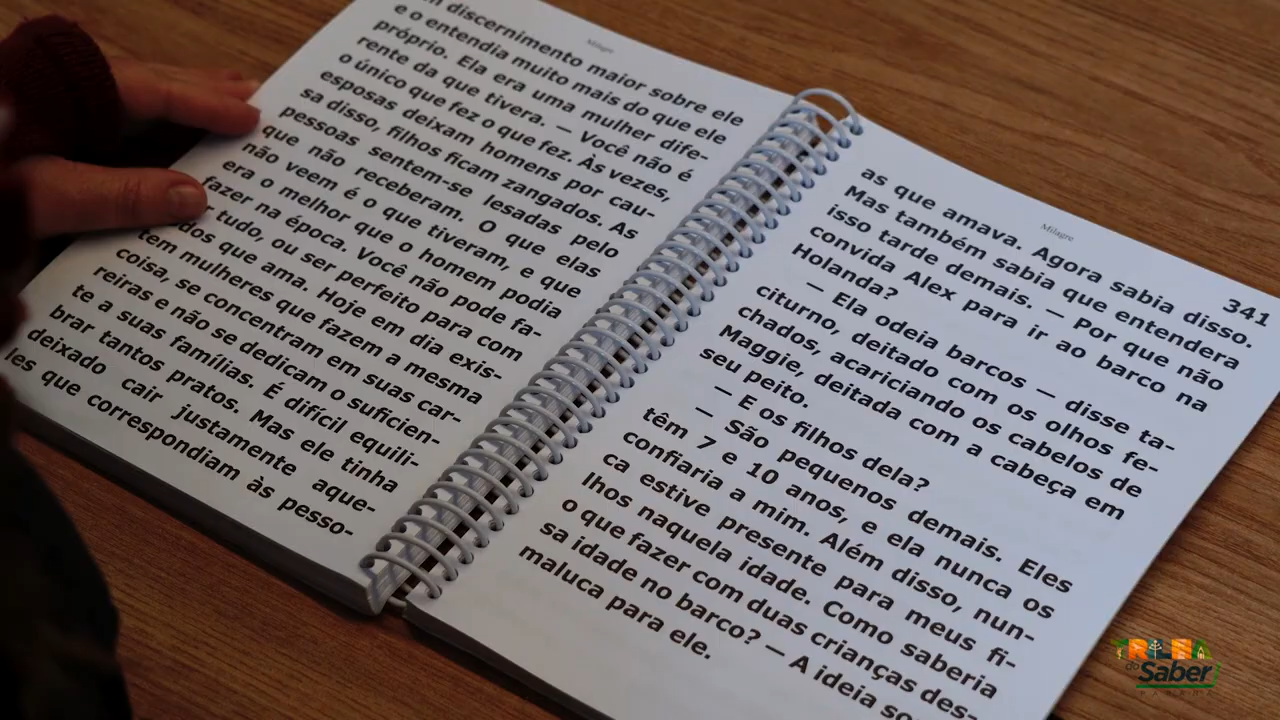 Milagre
discernimento maior sobre ele
e o entendia muito mais do que ele
próprio. Ela era uma mulher dife-
rente da que tivera. — Você não é
o único que fez o que fez. Às vezes,
esposas deixam homens por cau-
sa disso, filhos ficam zangados. As
pessoas sentem-se lesadas pelo
que não receberam. O que elas
não veem é o que tiveram, e que
era o melhor que o homem podia
fazer na época. Você não pode fa-
tudo, ou ser perfeito para com
dos que ama. Hoje em dia exis-
tem mulheres que fazem a mesma
coisa, se concentram em suas car-
reiras e não se dedicam o suficien-
te a suas famílias. É difícil equili-
brar tantos pratos. Mas ele tinha
deixado cair justamente aque-
les que correspondiam às pesso-
Milagre
341
as que amava. Agora sabia disso.
Mas também sabia que entendera
isso tarde demais. — Por que não
convida Alex para ir ao barco na
Holanda?
— Ela odeia barcos — disse ta-
citurno, deitado com os olhos fe-
chados, acariciando os cabelos de
Maggie, deitada com a cabeça em
seu peito.
— E os filhos dela?
— São pequenos demais. Eles
têm 7 e 10 anos, e ela nunca os
confiaria a mim. Além disso, nun-
ca estive presente para meus fi-
lhos naquela idade. Como saberia
o que fazer com duas crianças des-
sa idade no barco? — A ideia
maluca para ele.
TRILHA
do Saber